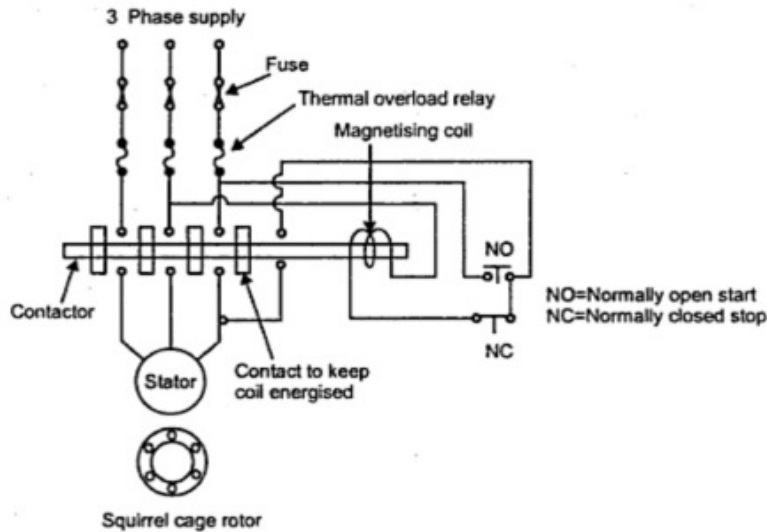 3 Phase supply
Fuse
Thermal overload relay
Magnetising coil
NO
NO=Normally open start
NC=Normally closed stop
Contactor
NC
Stator
Contact to keep
coil energised
Squirrel cage rotor